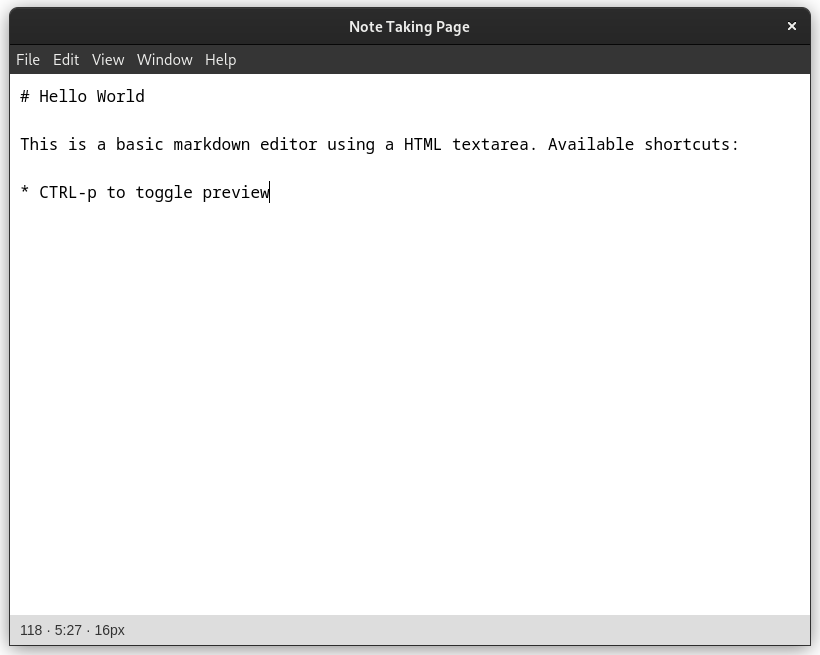 Note Taking Page ×
File Edit View Window Help
# Hello World
This is a basic markdown editor using a HTML textarea. Available shortcuts:
* CTRL-p to toggle preview
118 · 5:27 · 16px